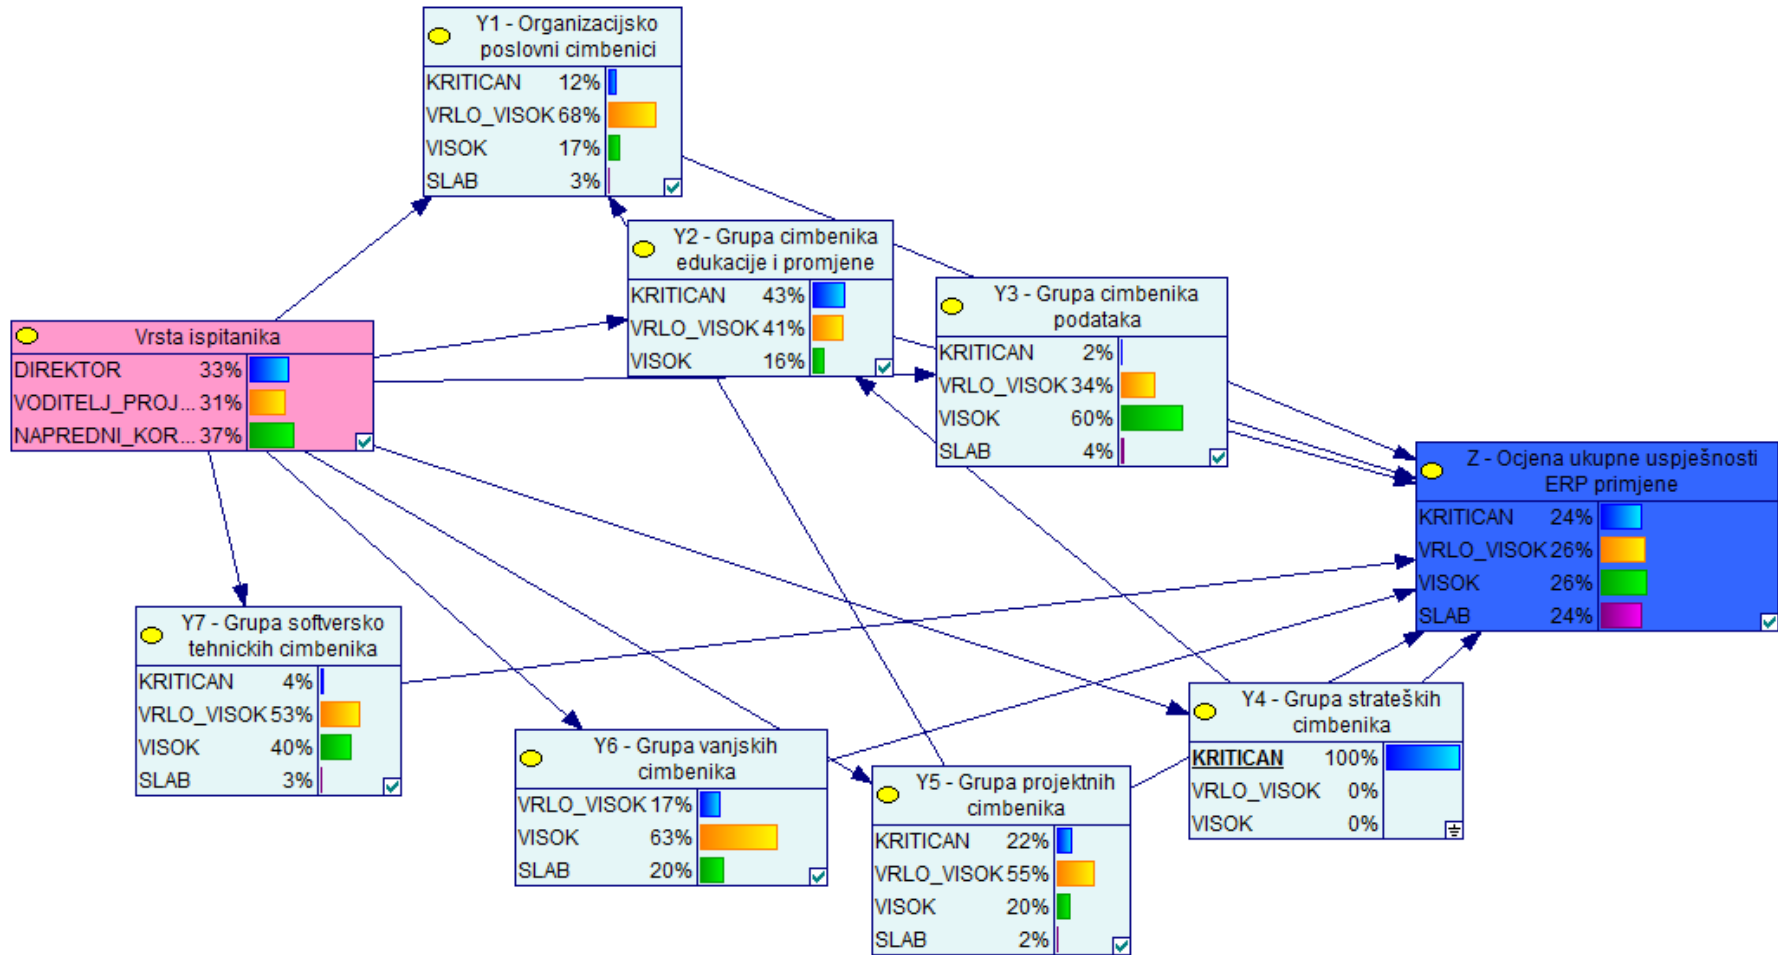 Y1 - Organizacijsko
poslovni cimbenici
KRITICAN 12%
VRLO_VISOK 68%
VISOK 17%
SLAB 3%
Y2 - Grupa cimbenika
edukacije i promjene
KRITICAN 43%
VRLO_VISOK 41%
VISOK 16%
Y3 - Grupa cimbenika
podataka
KRITICAN 2%
VRLO_VISOK 34%
VISOK 60%
SLAB 4%
Vrsta ispitanika
DIREKTOR 33%
VODITELJ_PROJ... 31%
NAPREDNI_KOR... 37%
Z - Ocjena ukupne uspješnosti
ERP primjene
KRITICAN 24%
VRLO_VISOK 26%
VISOK 26%
SLAB 24%
Y7 - Grupa softversko
tehnickih cimbenika
KRITICAN 4%
VRLO_VISOK 53%
VISOK 40%
SLAB 3%
Y6 - Grupa vanjskih
cimbenika
VRLO_VISOK 17%
VISOK 63%
SLAB 20%
Y5 - Grupa projektnih
cimbenika
KRITICAN 22%
VRLO_VISOK 55%
VISOK 20%
SLAB 2%
Y4 - Grupa strateških
cimbenika
KRITICAN 100%
VRLO_VISOK 0%
VISOK 0%